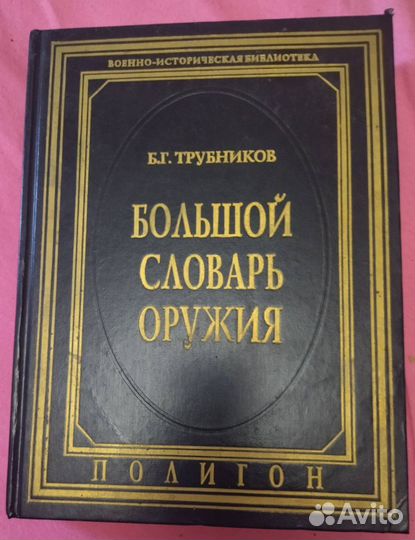 ВОЕННО-ИСТОРИЧЕСКАЯ БИБЛИОТЕКА
Б.Г. ТРУБНИКОВ
БОЛЬШОЙ
СЛОВАРЬ
ОРУЖИЯ
ПОЛИГОН
Avito